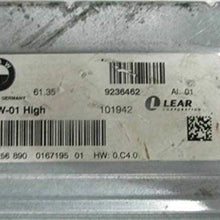 61.35 9236462 AI: 01
GERMANY
W-01 High 101942 LEAR
CORPORATION
56 890 0167195 01 HW: 0.C4.0